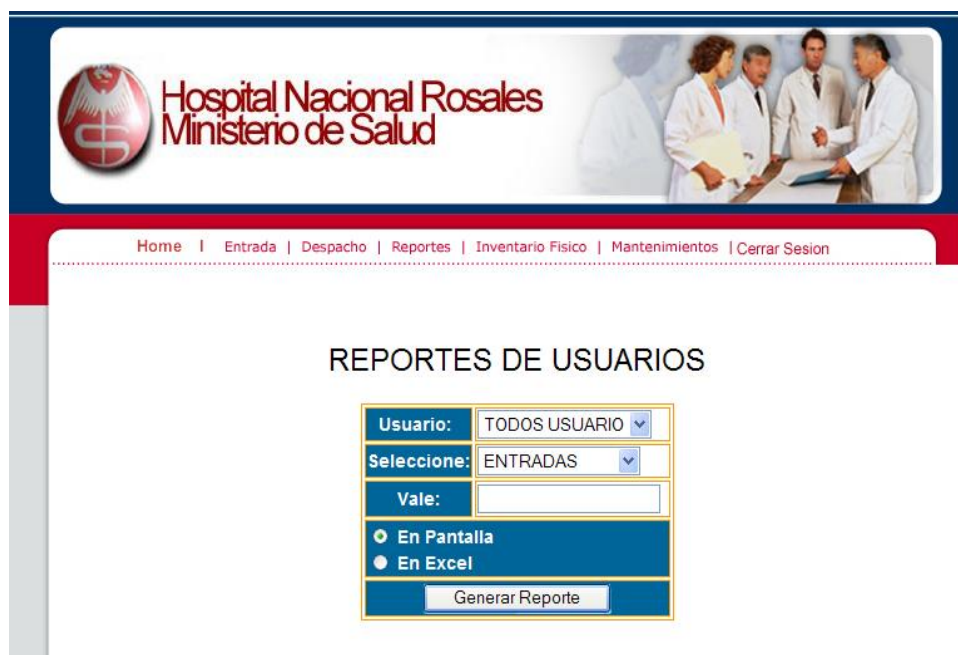 Hospital Nacional Rosales
Ministerio de Salud
Home | Entrada | Despacho | Reportes | Inventario Fisico | Mantenimientos | Cerrar Sesion
REPORTES DE USUARIOS
Usuario: TODOS USUARIO
Seleccione: ENTRADAS
Vale:
En Pantalla
En Excel
Generar Reporte